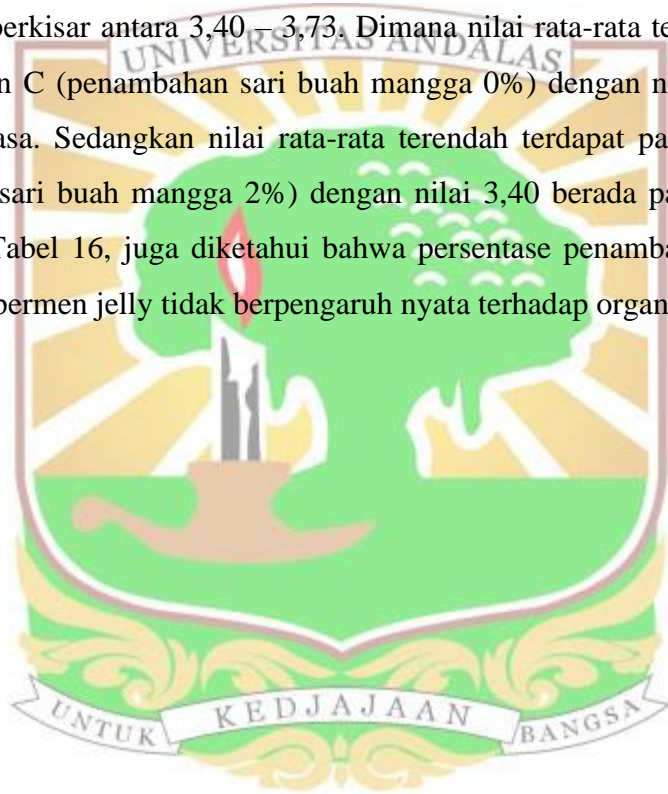 berkisar antara 3,40 – 3,73. Dimana nilai rata-rata te
UNIVERSITAS ANDALAS
n C (penambahan sari buah mangga 0%) dengan n
asa. Sedangkan nilai rata-rata terendah terdapat pa
sari buah mangga 2%) dengan nilai 3,40 berada pa
Tabel 16, juga diketahui bahwa persentase penamba
permen jelly tidak berpengaruh nyata terhadap organ
UNTUK KEDJAJAAN BANGSA